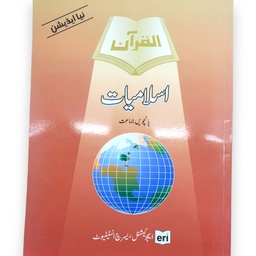 نیا ایڈیشن
القرآن
اسلامیات
پانچویں جماعت
ایجوکیشنل ریسرچ انسٹیٹیوٹ
eri